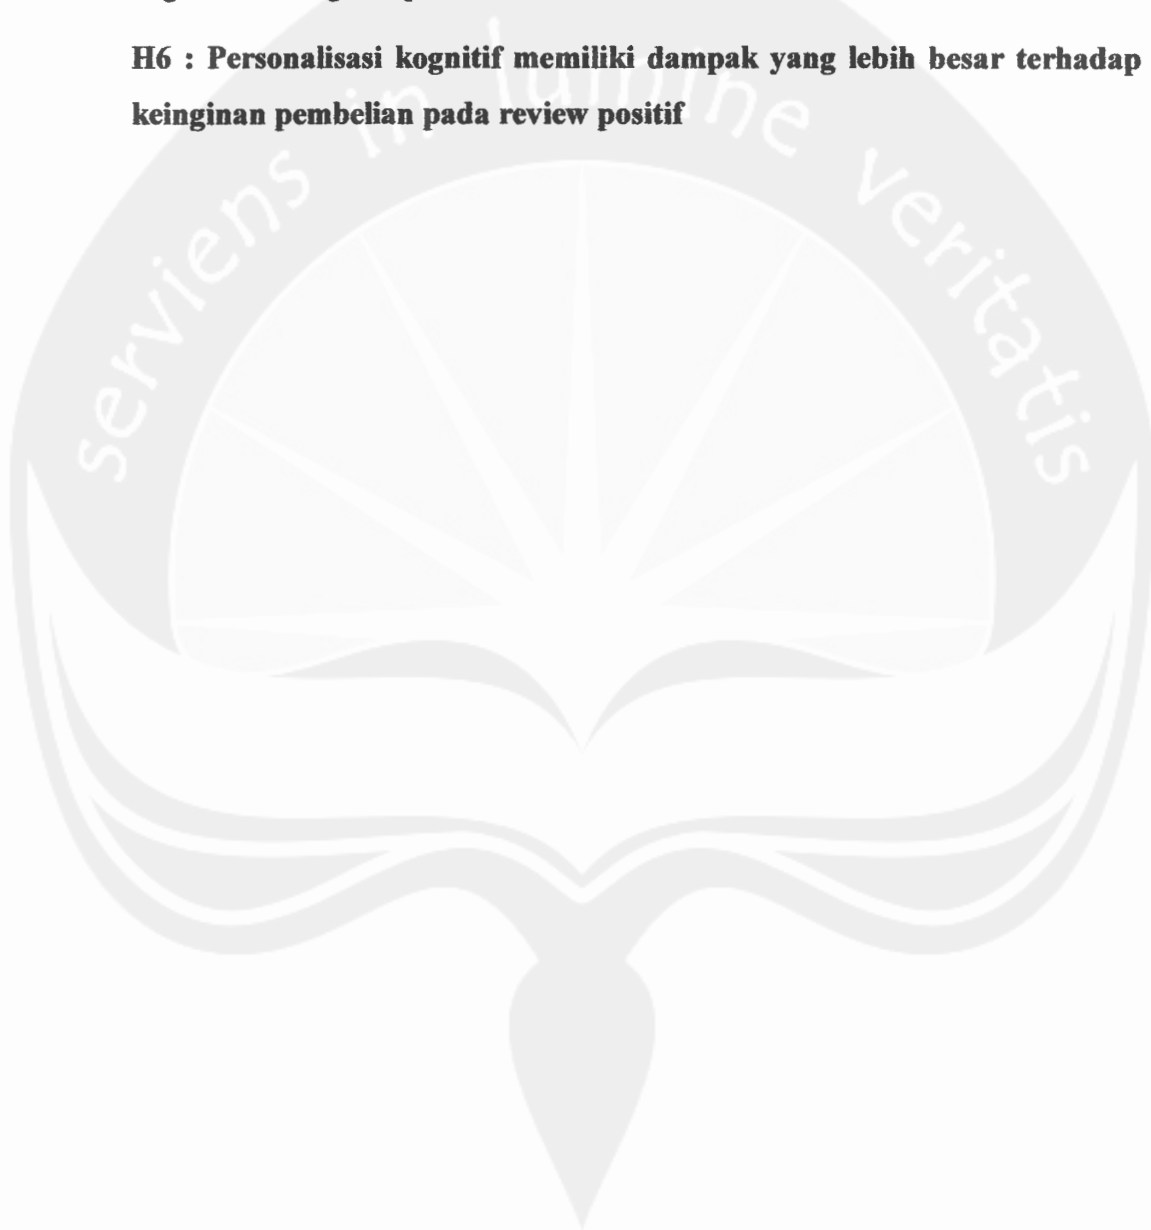 H6 : Personalisasi kognitif memiliki dampak yang lebih besar terhadap
keinginan pembelian pada review positif
serviens in lumine veritatis